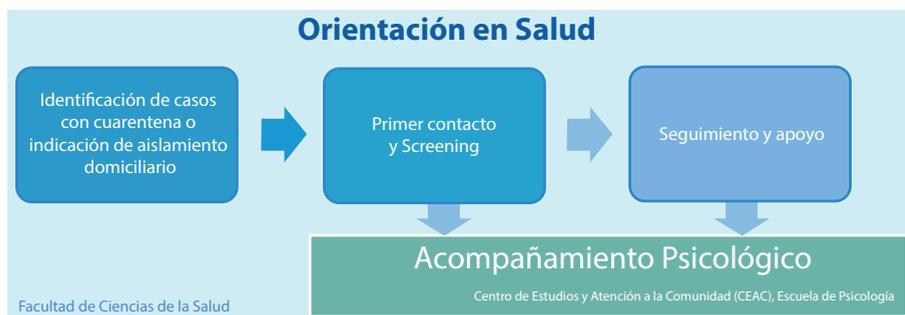 Orientación en Salud
Identificación de casos
con cuarentena o
indicación de aislamiento
domiciliario
Primer contacto
y Screening
Seguimiento y apoyo
Acompañamiento Psicológico
Centro de Estudios y Atención a la Comunidad (CEAC), Escuela de Psicología
Facultad de Ciencias de la Salud